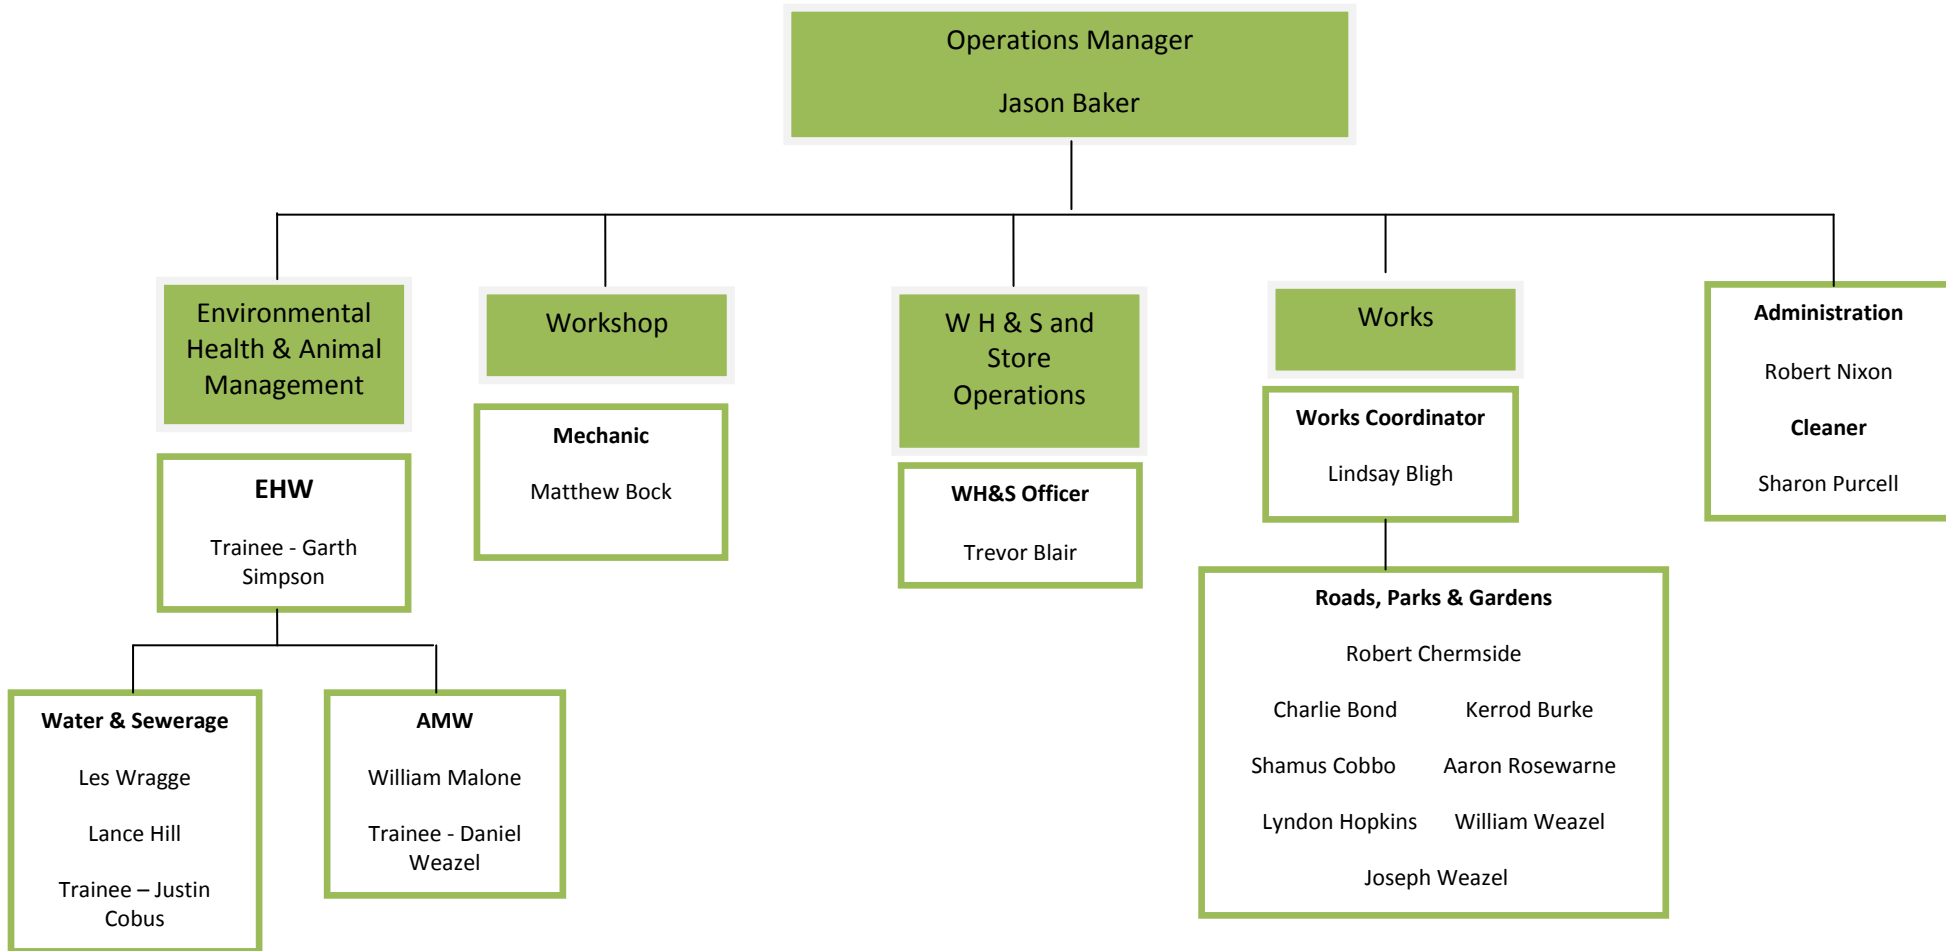 Operations Manager
Jason Baker
Environmental
Health & Animal
Management
Workshop
W H & S and
Store
Operations
Works
Administration
Robert Nixon
Cleaner
Sharon Purcell
EHW
Trainee - Garth
Simpson
Mechanic
Matthew Bock
WH&S Officer
Trevor Blair
Works Coordinator
Lindsay Bligh
Water & Sewerage
Les Wragge
Lance Hill
Trainee – Justin
Cobus
AMW
William Malone
Trainee - Daniel
Weazel
Roads, Parks & Gardens
Robert Chermside
Charlie Bond Kerrod Burke
Shamus Cobbo Aaron Rosewarne
Lyndon Hopkins William Weazel
Joseph Weazel